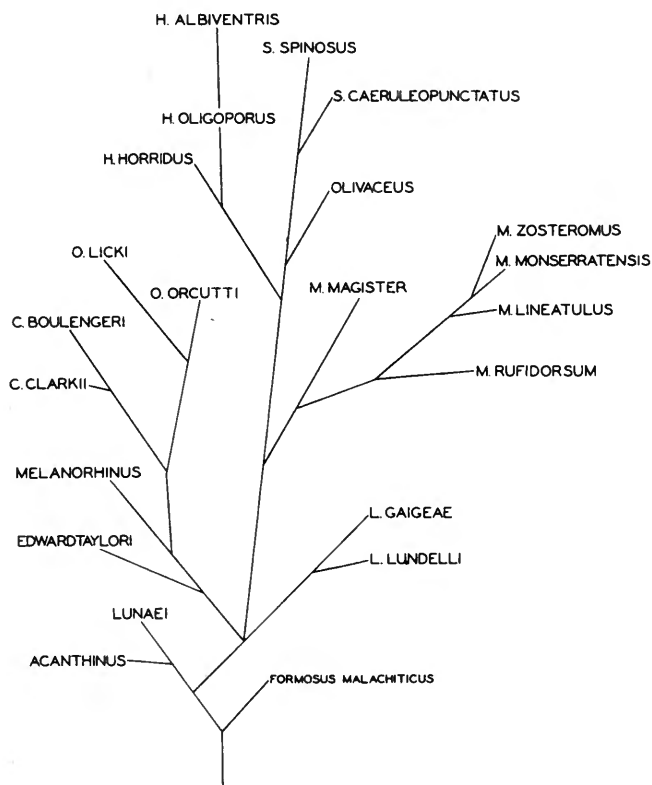 H. ALBIVENTRIS
S. SPINOSUS
S. CAERULEOPUNCTATUS
H. OLIGOPORUS
H. HORRIDUS
OLIVACEUS
M. ZOSTEROMUS
O. LICKI
M. MONSERRATENSIS
O. ORCUTTI
M. MAGISTER
M. LINEATULUS
C. BOULENGERI
M. RUFIDORSUM
C. CLARKII
MELANORHINUS
L. GAIGEAE
EDWARDTAYLORI
L. LUNDELLI
LUNAEI
ACANTHINUS
FORMOSUS MALACHITICUS